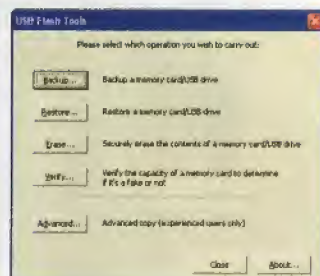 USB Flash Tools
Please select which operation you wish to carry out:
Backup... Backup a memory card/USB drive
Restore... Restore a memory card/USB drive
Erase... Securely erase the contents of a memory card/USB drive
Verify... Verify the capacity of a memory card to determine
if it's a fake or not
Advanced... Advanced copy (experienced users only)
Close About...